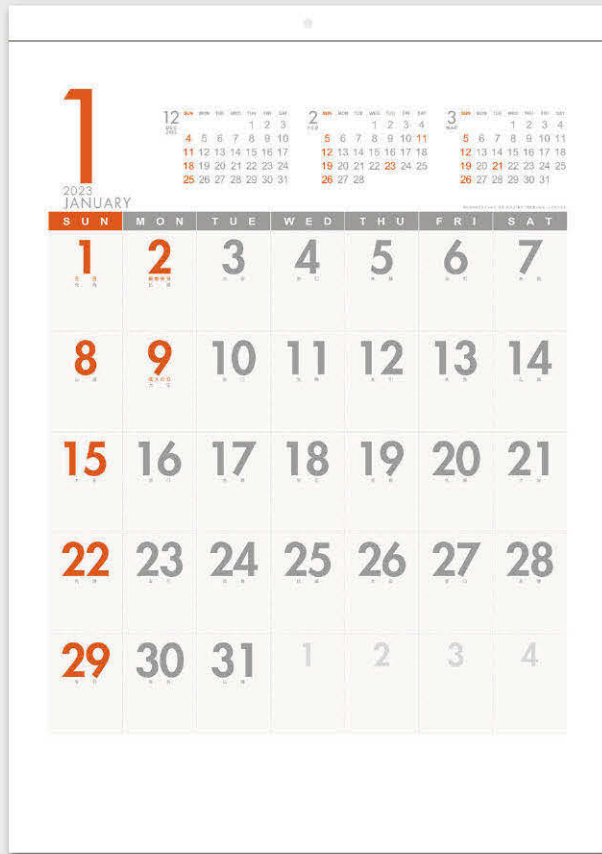 1
2023
JANUARY
12
SUN MON TUE WED THU FRI SAT
1 2 3
4 5 6 7 8 9 10
11 12 13 14 15 16 17
18 19 20 21 22 23 24
25 26 27 28 29 30 31
2
SUN MON TUE WED THU FRI SAT
1 2 3 4
5 6 7 8 9 10 11
12 13 14 15 16 17 18
19 20 21 22 23 24 25
26 27 28
3
SUN MON TUE WED THU FRI SAT
1 2 3 4
5 6 7 8 9 10 11
12 13 14 15 16 17 18
19 20 21 22 23 24 25
26 27 28 29 30 31
SUN MON TUE WED THU FRI SAT
1 2 3 4 5 6 7
8 9 10 11 12 13 14
15 16 17 18 19 20 21
22 23 24 25 26 27 28
29 30 31 1 2 3 4